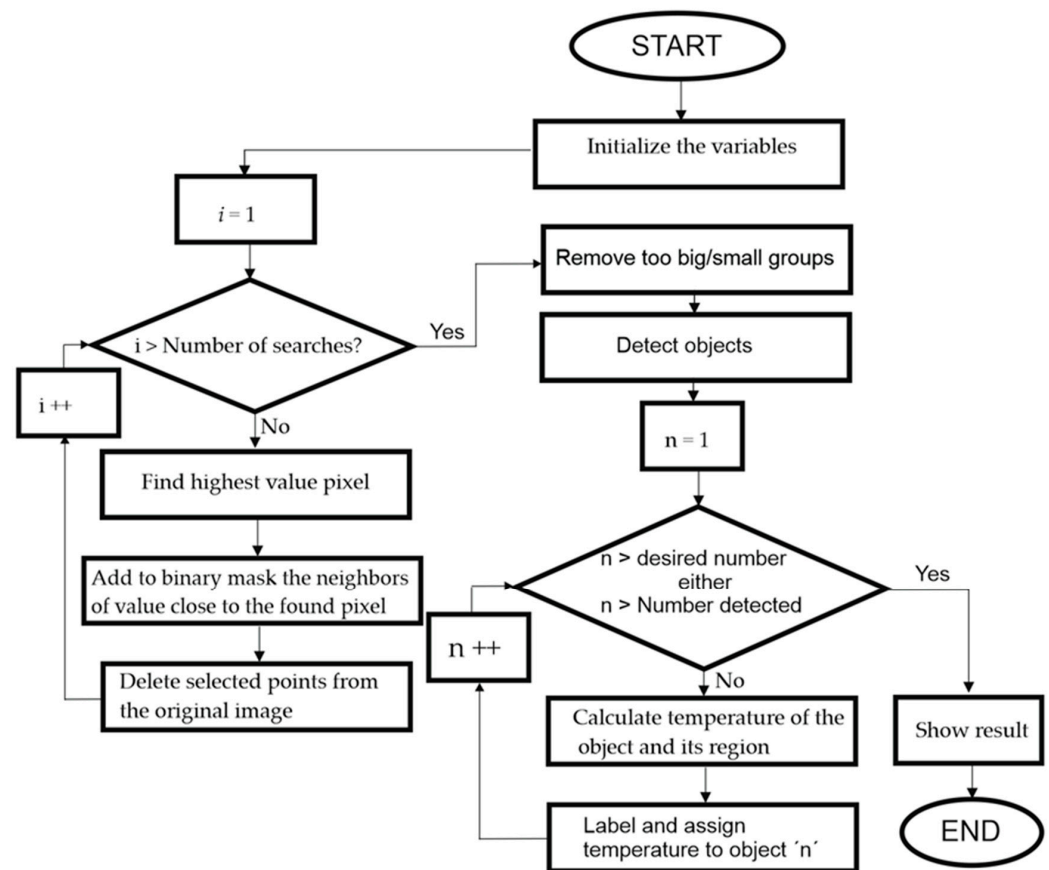 START
Initialize the variables
i = 1
i > Number of searches?
Yes
No
i ++
Find highest value pixel
Add to binary mask the neighbors
of value close to the found pixel
Delete selected points from
the original image
Remove too big/small groups
Detect objects
n = 1
n > desired number
either
n > Number detected
Yes
No
n ++
Calculate temperature of the
object and its region
Label and assign
temperature to object ´n´
Show result
END